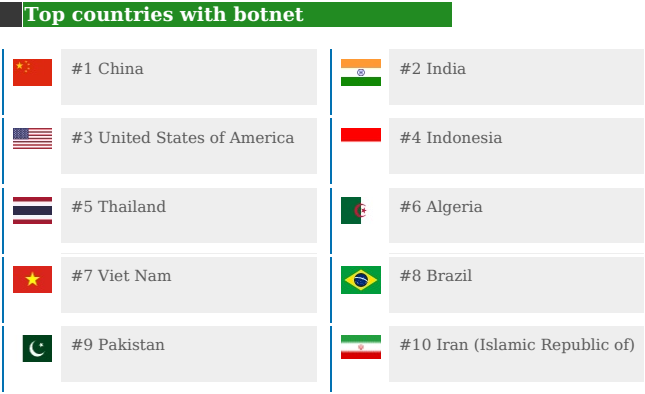 Top countries with botnet
#1 China
#2 India
#3 United States of America
#4 Indonesia
#5 Thailand
#6 Algeria
#7 Viet Nam
#8 Brazil
#9 Pakistan
#10 Iran (Islamic Republic of)